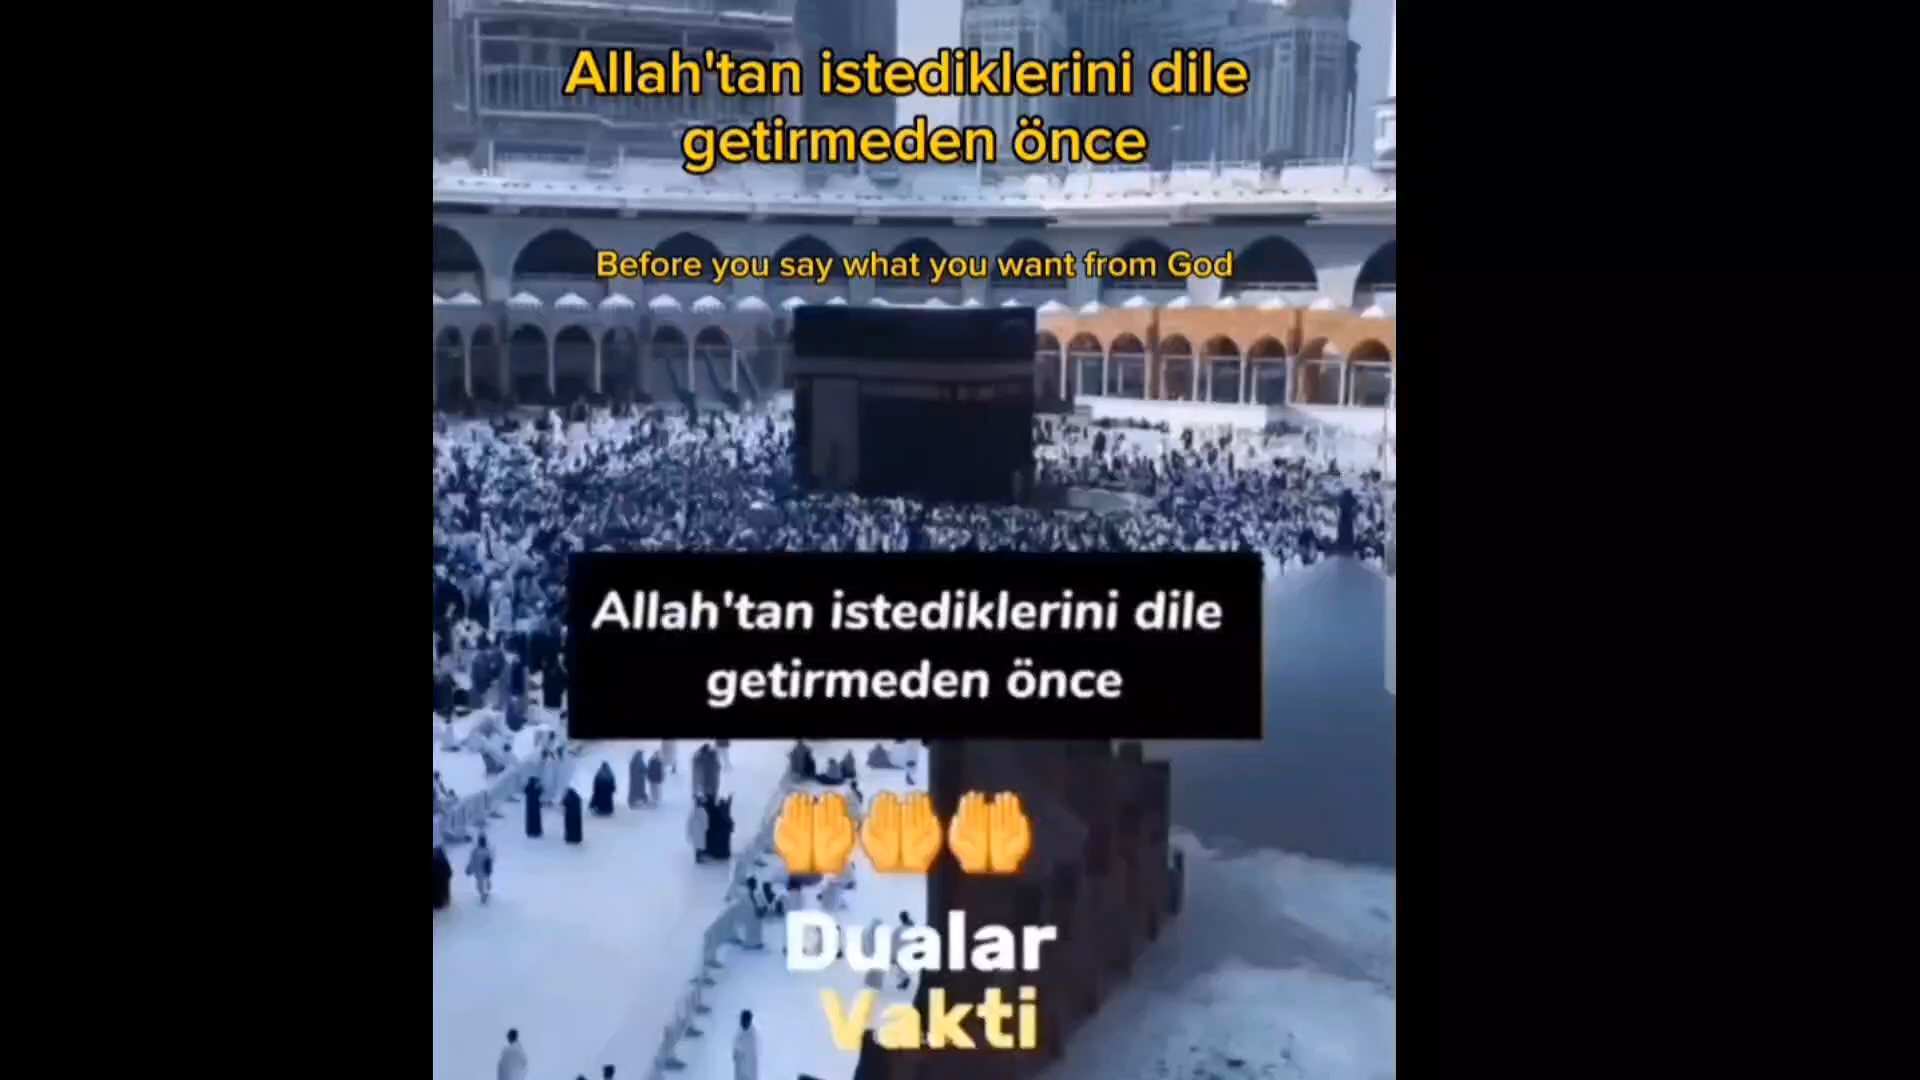 Allah'tan istediklerini dile
getirmeden önce
Before you say what you want from God
Allah'tan istediklerini dile
getirmeden önce
Dualar
Vakti